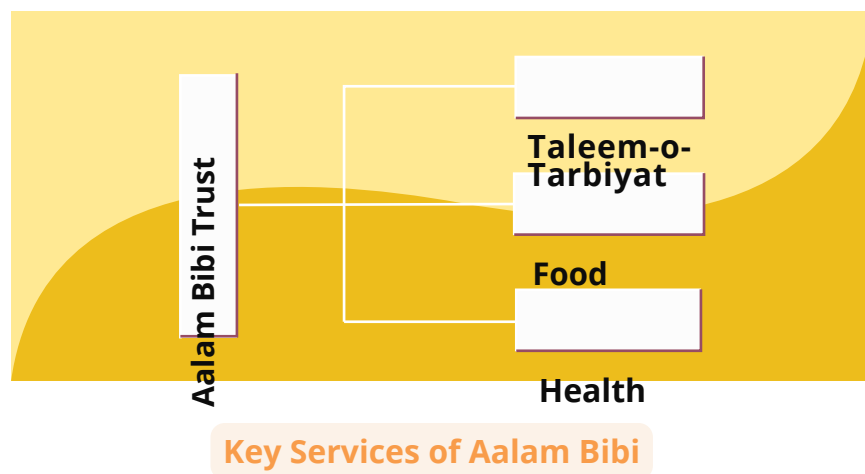 Aalam Bibi Trust
Taleem-o-
Tarbiyat
Food
Health
Key Services of Aalam Bibi